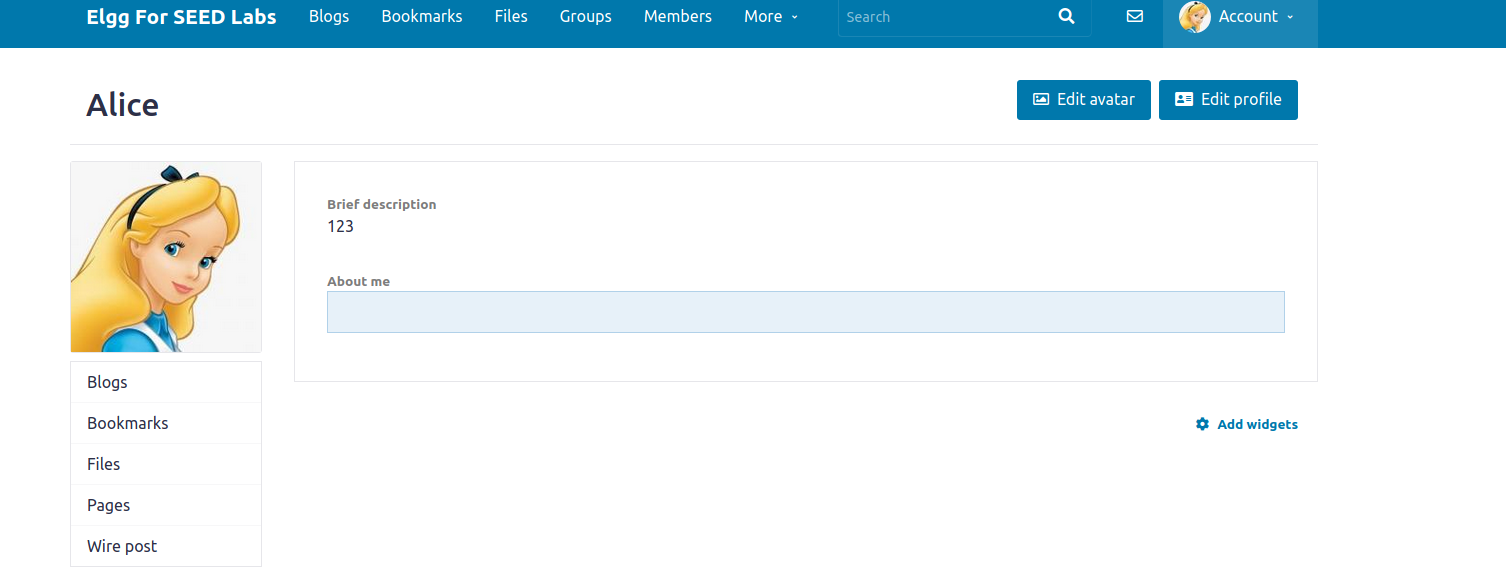 Elgg For SEED Labs Blogs Bookmarks Files Groups Members More Search Account
Alice Edit avatar Edit profile
Brief description
123
About me
Blogs
Bookmarks
Files
Pages
Wire post
Add widgets